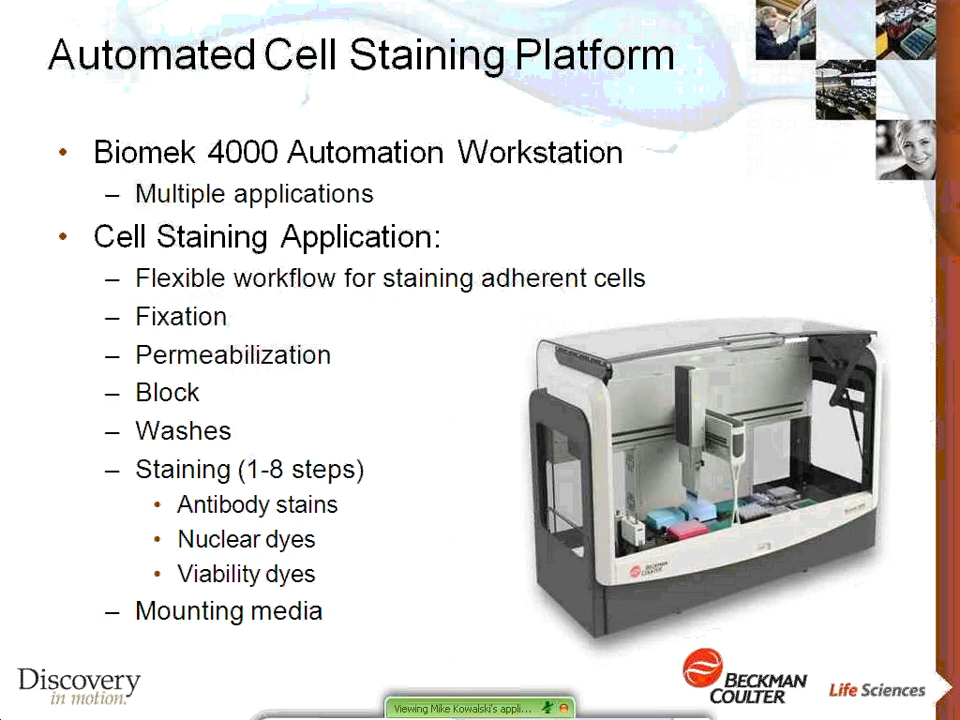 Automated Cell Staining Platform
• Biomek 4000 Automation Workstation
– Multiple applications
• Cell Staining Application:
– Flexible workflow for staining adherent cells
– Fixation
– Permeabilization
– Block
– Washes
– Staining (1-8 steps)
• Antibody stains
• Nuclear dyes
• Viability dyes
– Mounting media
BECKMAN
COULTER
Discovery
in motion.
BECKMAN
COULTER
Life Sciences
Viewing Mike Kowalski's appli...